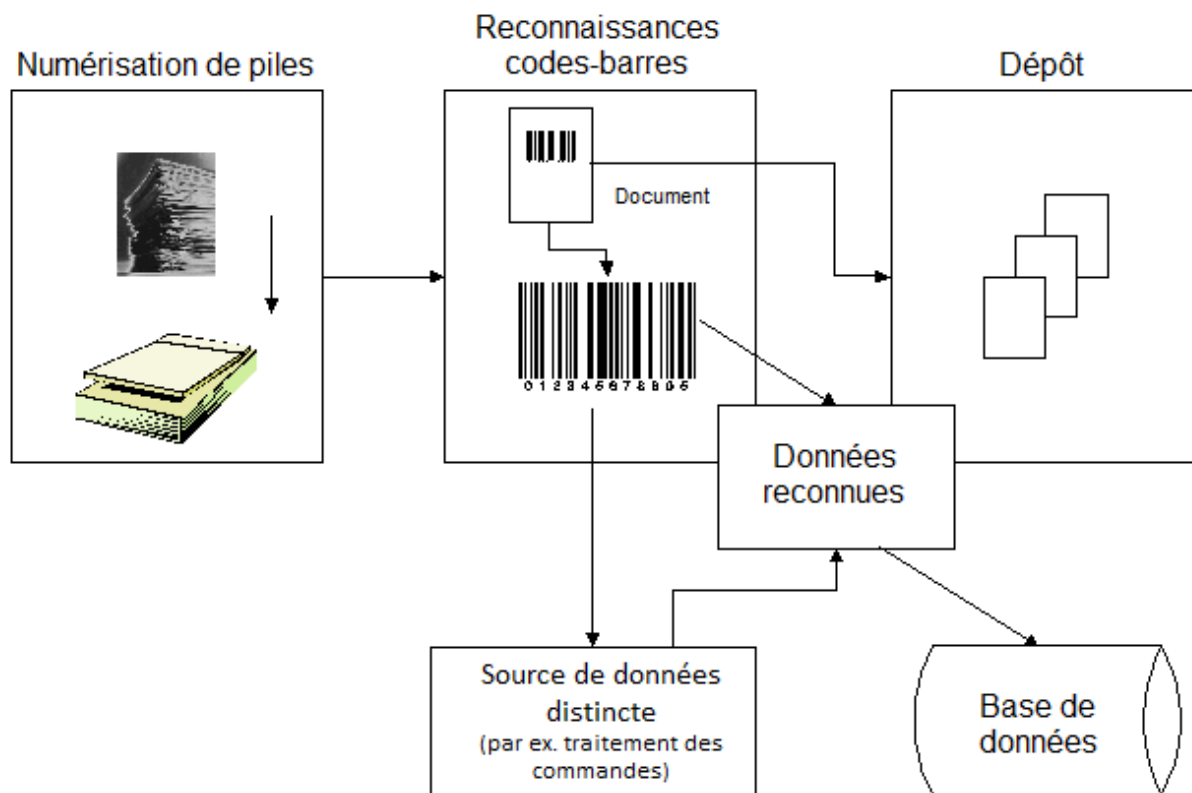 Numérisation de piles
Reconnaissances
codes-barres
Dépôt
Document
0 1 2 3 4 5 6 7 8 9 0 5
Données
reconnues
Source de données
distincte
(par ex. traitement des
commandes)
Base de
données